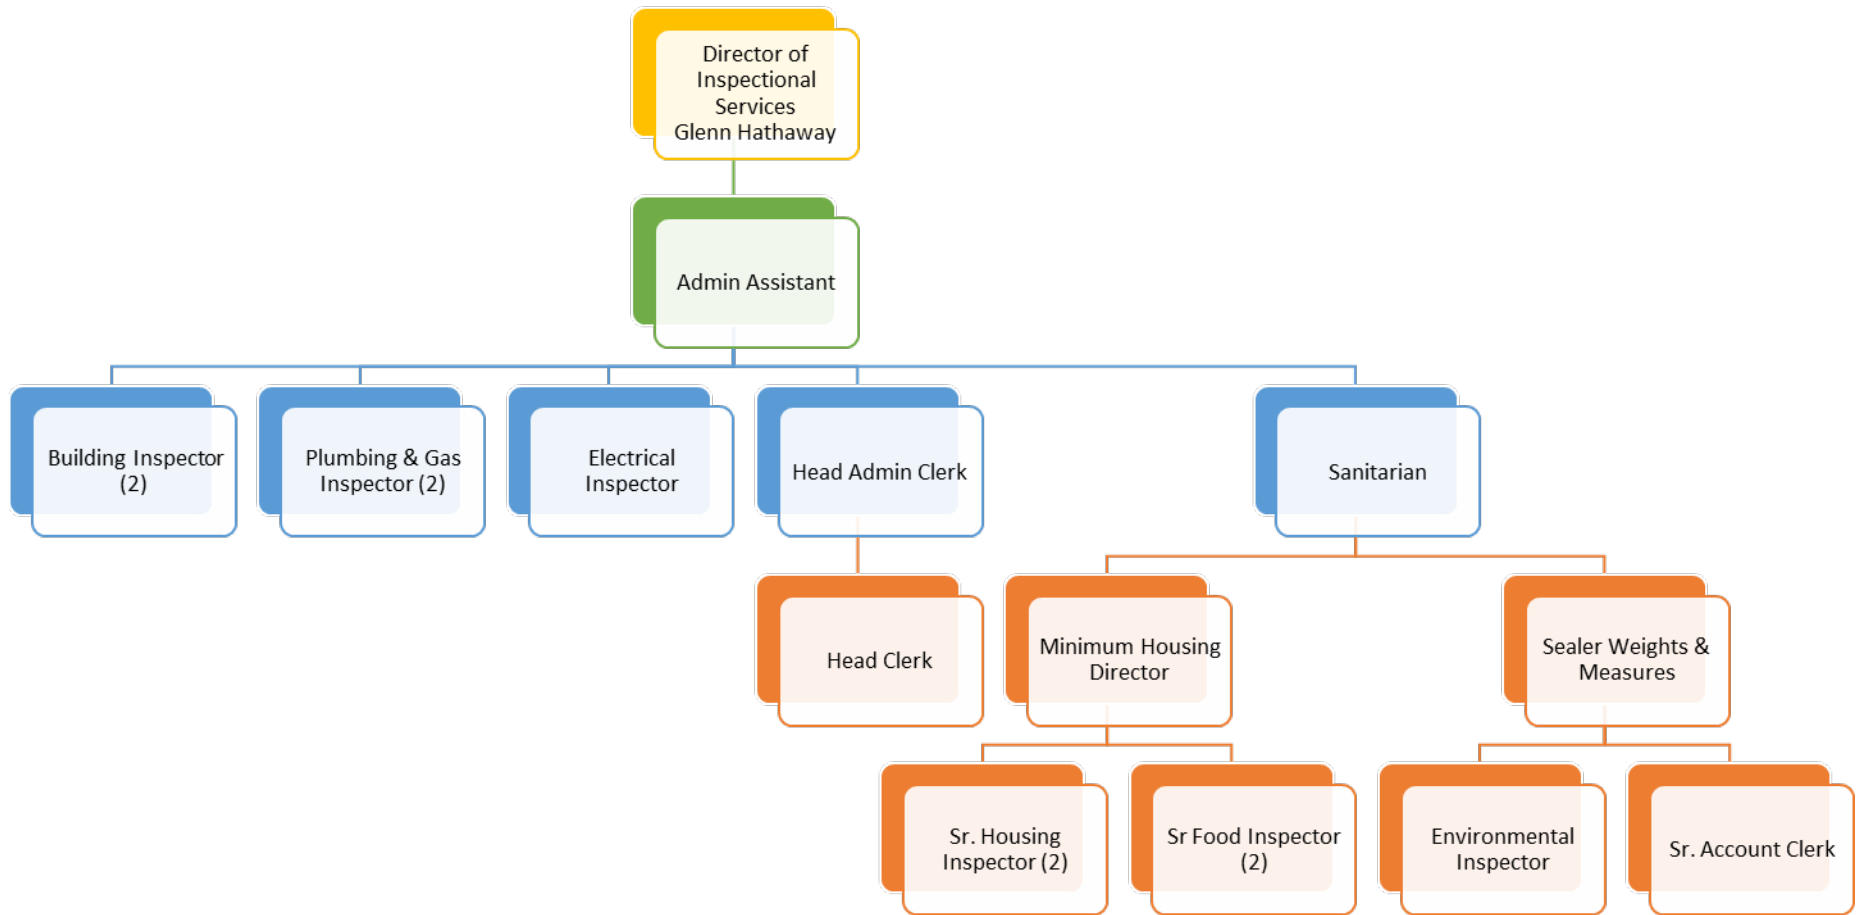 Director of
Inspectional
Services
Glenn Hathaway
Admin Assistant
Building Inspector
(2)
Plumbing & Gas
Inspector (2)
Electrical
Inspector
Head Admin Clerk
Sanitarian
Head Clerk
Minimum Housing
Director
Sealer Weights &
Measures
Sr. Housing
Inspector (2)
Sr Food Inspector
(2)
Environmental
Inspector
Sr. Account Clerk